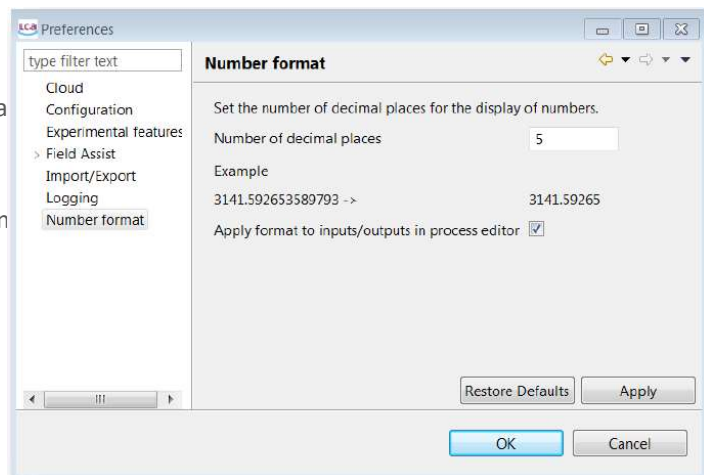 LCA Preferences
type filter text
Cloud
Configuration
Experimental features
> Field Assist
Import/Export
Logging
Number format
Number format
Set the number of decimal places for the display of numbers.
Number of decimal places 5
Example
3141.592653589793 -> 3141.59265
Apply format to inputs/outputs in process editor
Restore Defaults Apply
OK Cancel